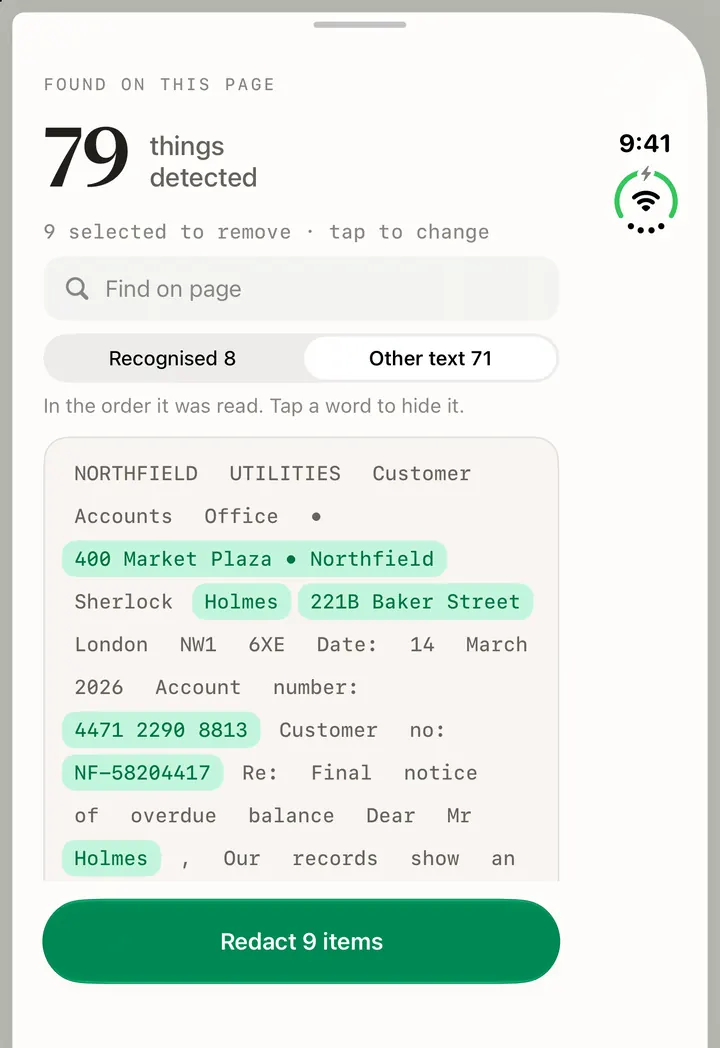 FOUND ON THIS PAGE
79 things
detected
9:41
9 selected to remove · tap to change
Find on page
Recognised 8 Other text 71
In the order it was read. Tap a word to hide it.
NORTHFIELD UTILITIES Customer
Accounts Office •
400 Market Plaza • Northfield
Sherlock Holmes 221B Baker Street
London NW1 6XE Date: 14 March
2026 Account number:
4471 2290 8813 Customer no:
NF−58204417 Re: Final notice
of overdue balance Dear Mr
Holmes , Our records show an
Redact 9 items